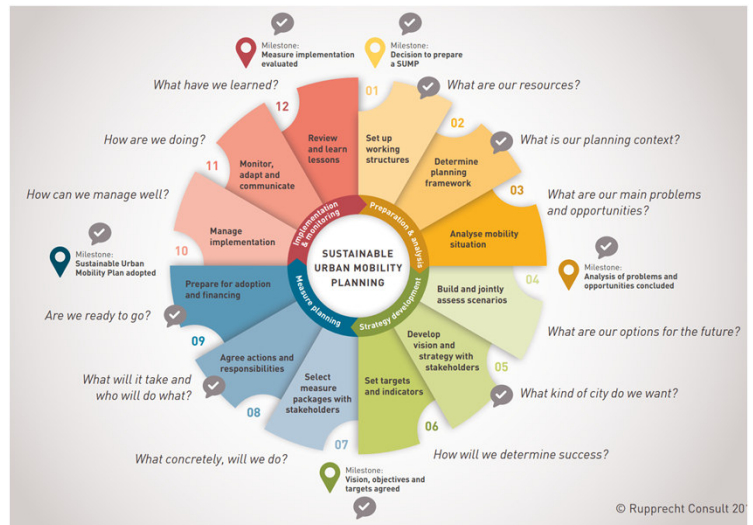 Milestone:
Measure implementation
evaluated
Milestone:
Decision to prepare
a SUMP
What have we learned?
12
Review
and learn
lessons
01
Set up
working
structures
What are our resources?
02
Determine
planning
framework
What is our planning context?
03
Analyse mobility
situation
What are our main problems
and opportunities?
Milestone:
Analysis of problems and
opportunities concluded
04
Build and jointly
assess scenarios
What are our options for the future?
05
Develop
vision and
strategy with
stakeholders
What kind of city do we want?
06
Set targets
and indicators
How will we determine success?
Milestone:
Vision, objectives and
targets agreed
07
Select
measure
packages with
stakeholders
What concretely, will we do?
08
Agree actions and
responsibilities
What will it take and
who will do what?
09
Prepare for adoption
and financing
Are we ready to go?
Milestone:
Sustainable Urban
Mobility Plan adopted
10
Manage
implementation
How can we manage well?
11
Monitor,
adapt and
communicate
How are we doing?
Implementation
& monitoring
Preparation & analysis
Strategy development
Measure planning
SUSTAINABLE
URBAN MOBILITY
PLANNING
© Rupprecht Consult 20